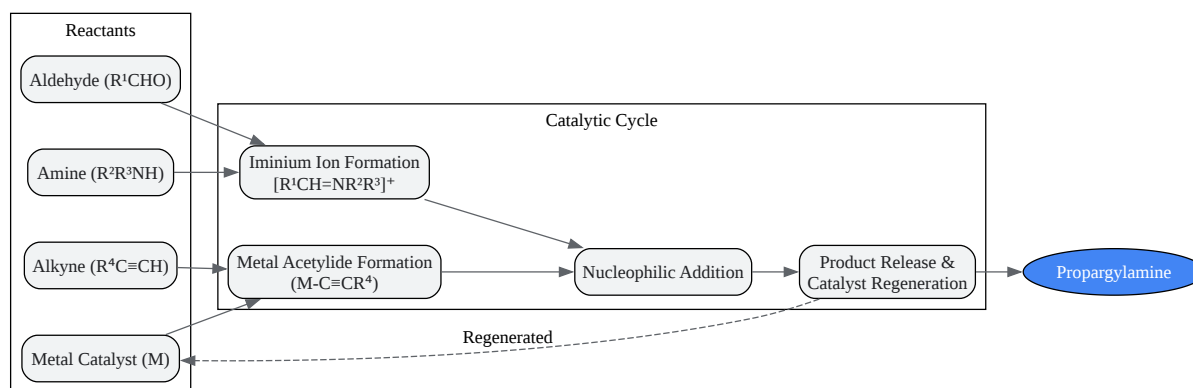 Reactants
Aldehyde (R¹CHO)
Amine (R²R³NH)
Alkyne (R⁴C≡CH)
Metal Catalyst (M)
Catalytic Cycle
Iminium Ion Formation
[R¹CH=NR²R³]⁺
Metal Acetylide Formation
(M-C≡CR⁴)
Nucleophilic Addition
Product Release &
Catalyst Regeneration
Regenerated
Propargylamine